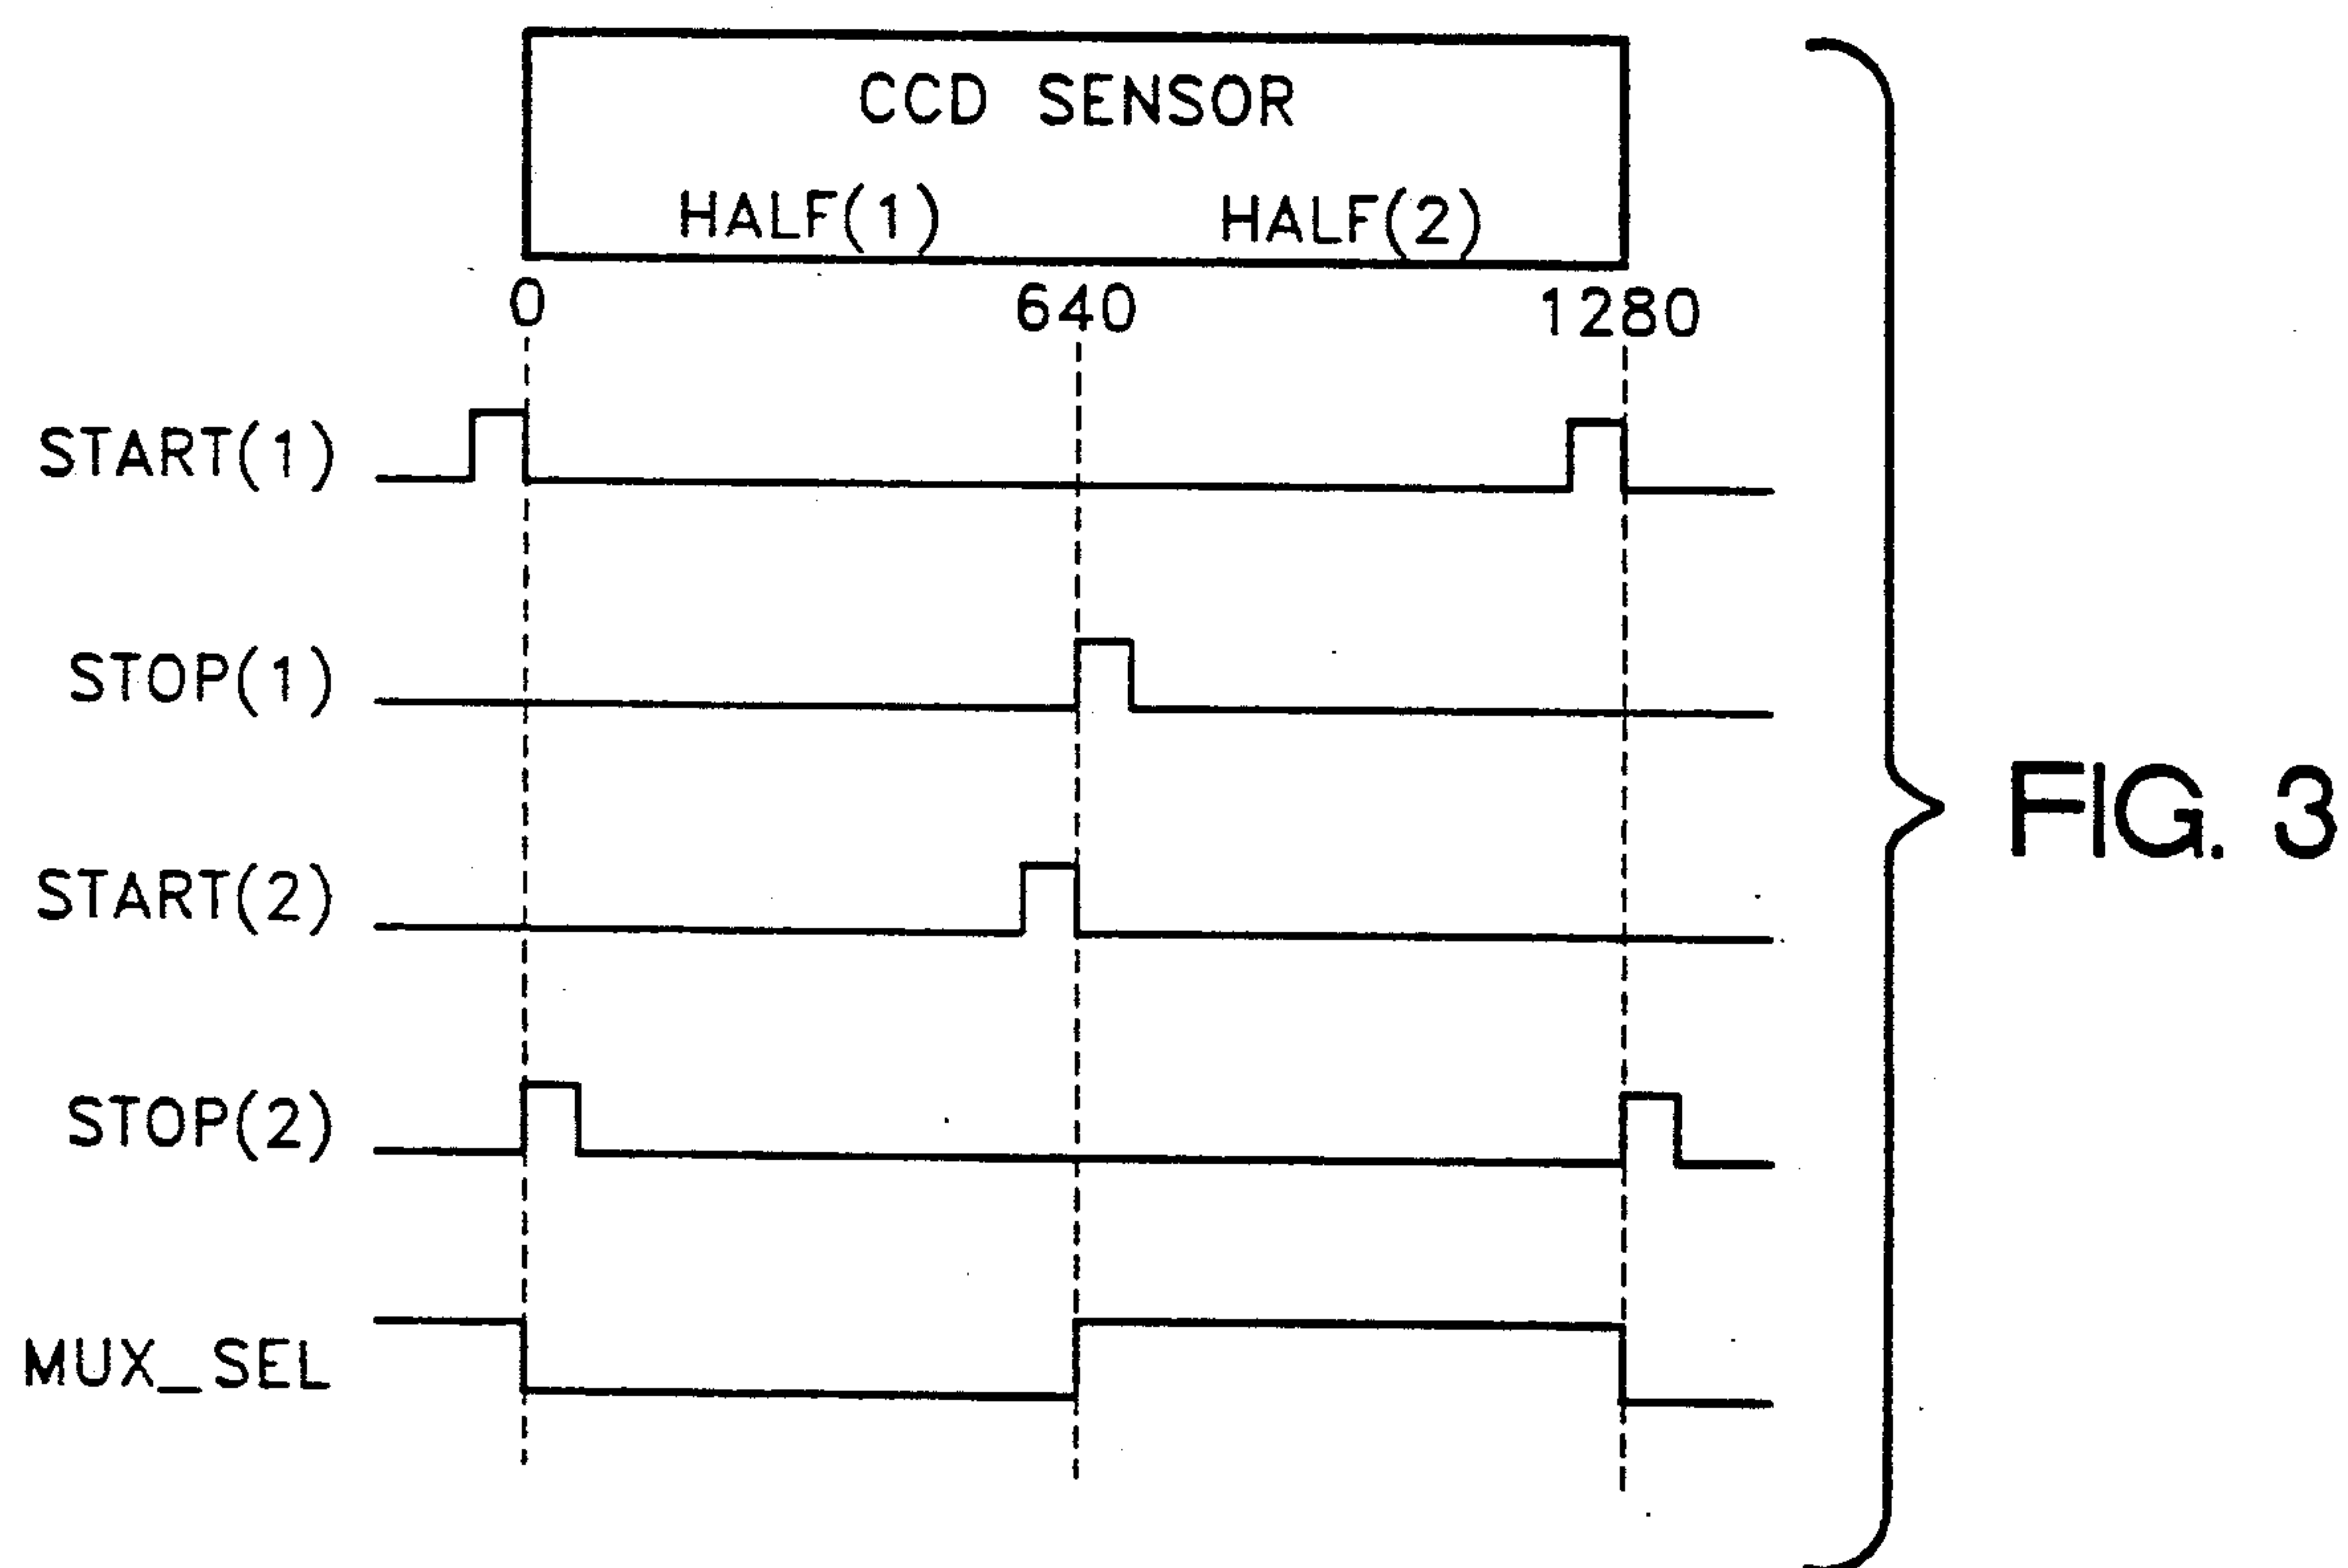 CCD SENSOR
HALF(1) HALF(2)
0 640 1280
START(1)
STOP(1)
START(2)
STOP(2)
MUX_SEL
FIG. 3